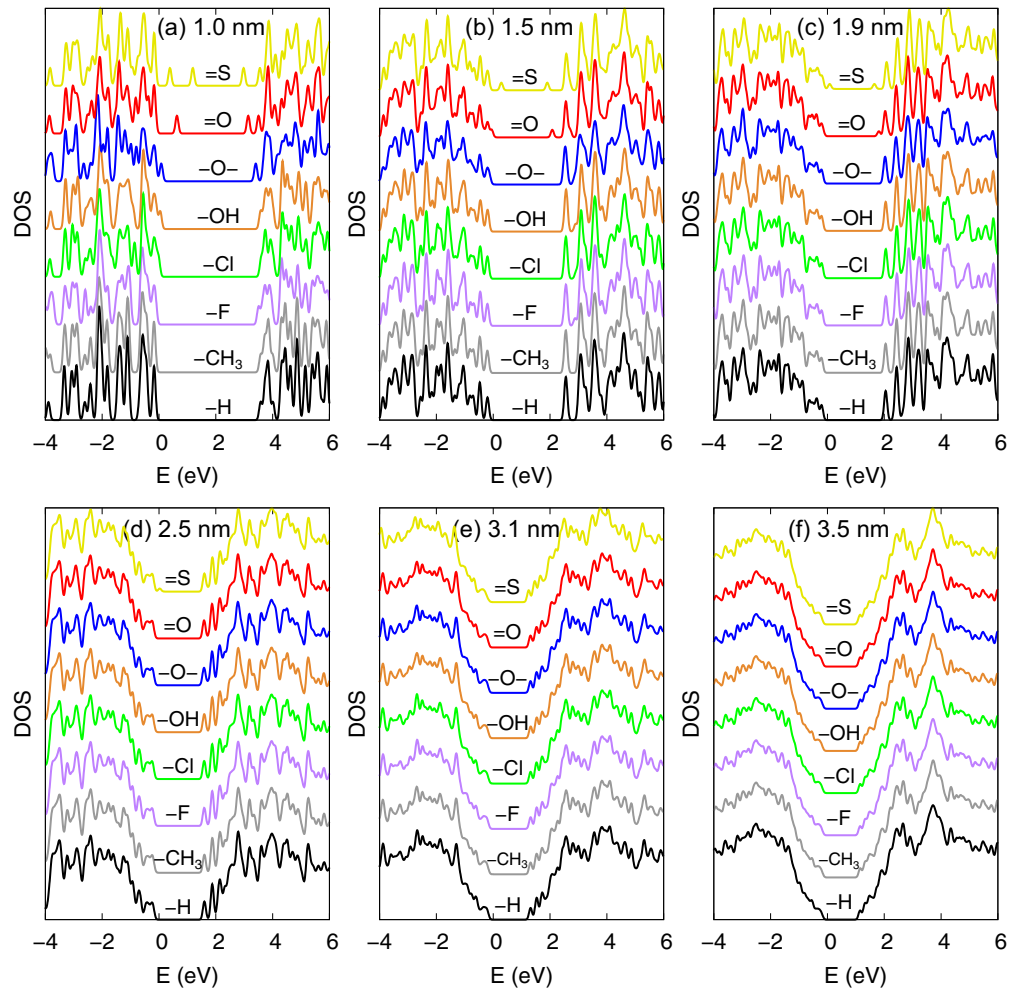 (a) 1.0 nm
=S
=O
−O−
−OH
−Cl
−F
−CH3
−H
DOS
−4 −2 0 2 4 6
E (eV)
(b) 1.5 nm
=S
=O
−O−
−OH
−Cl
−F
−CH3
−H
DOS
−4 −2 0 2 4 6
E (eV)
(c) 1.9 nm
=S
=O
−O−
−OH
−Cl
−F
−CH3
−H
DOS
−4 −2 0 2 4 6
E (eV)
(d) 2.5 nm
=S
=O
−O−
−OH
−Cl
−F
−CH3
−H
DOS
−4 −2 0 2 4 6
E (eV)
(e) 3.1 nm
=S
=O
−O−
−OH
−Cl
−F
−CH3
−H
DOS
−4 −2 0 2 4 6
E (eV)
(f) 3.5 nm
=S
=O
−O−
−OH
−Cl
−F
−CH3
−H
DOS
−4 −2 0 2 4 6
E (eV)